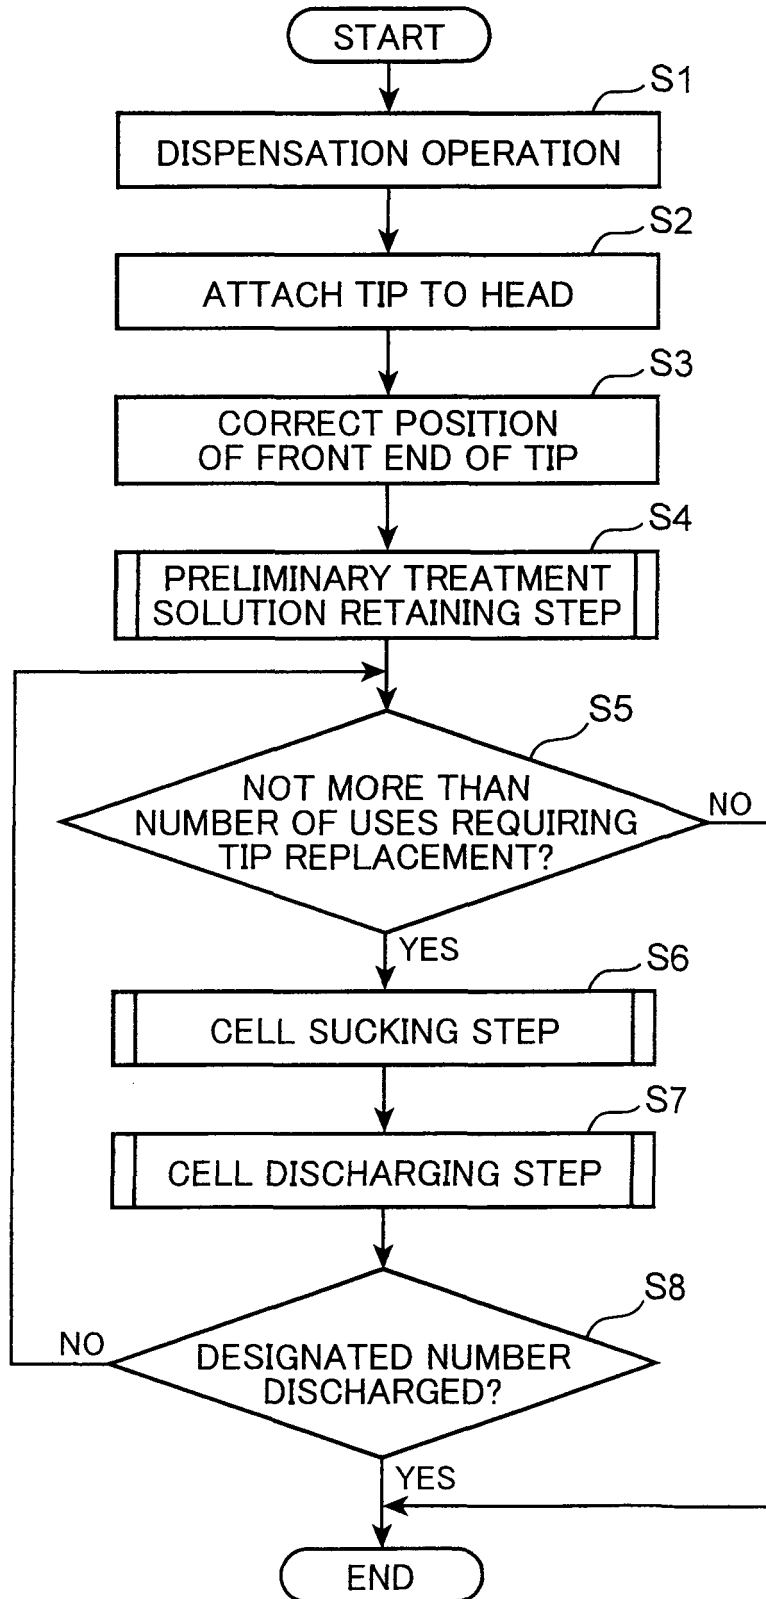 START
S1
DISPENSATION OPERATION
S2
ATTACH TIP TO HEAD
S3
CORRECT POSITION
OF FRONT END OF TIP
S4
PRELIMINARY TREATMENT
SOLUTION RETAINING STEP
S5
NOT MORE THAN
NUMBER OF USES REQUIRING
TIP REPLACEMENT?
NO
YES
S6
CELL SUCKING STEP
S7
CELL DISCHARGING STEP
S8
NO
DESIGNATED NUMBER
DISCHARGED?
YES
END